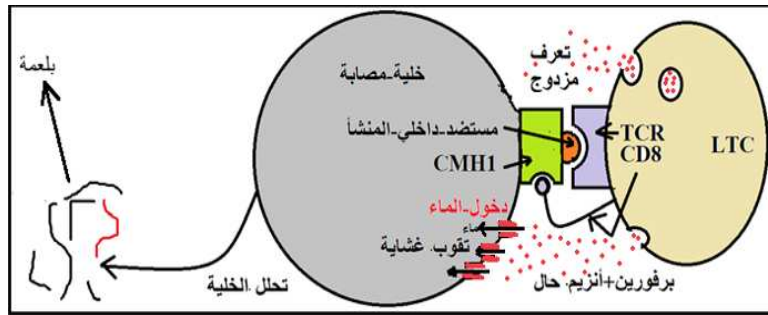 تعرف
مزدوج
خلية-مصابة
بلعمة
مستضد-داخلي-المنشأ
TCR
CD8
LTC
CMH1
دخول-الماء
ماء
تقوب. غشاية
تحلل. الخلية
برفورين+أنزيم. حال